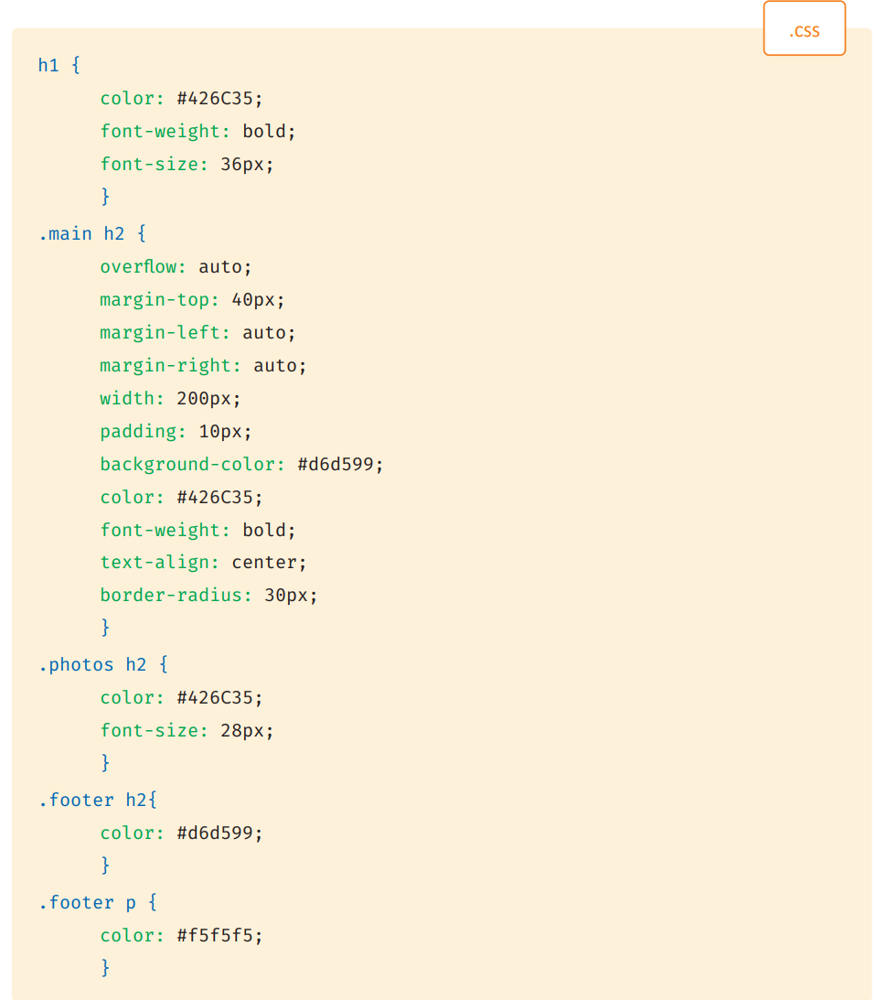 .css
h1 {
color: #426C35;
font-weight: bold;
font-size: 36px;
}
.main h2 {
overflow: auto;
margin-top: 40px;
margin-left: auto;
margin-right: auto;
width: 200px;
padding: 10px;
background-color: #d6d599;
color: #426C35;
font-weight: bold;
text-align: center;
border-radius: 30px;
}
.photos h2 {
color: #426C35;
font-size: 28px;
}
.footer h2{
color: #d6d599;
}
.footer p {
color: #f5f5f5;
}